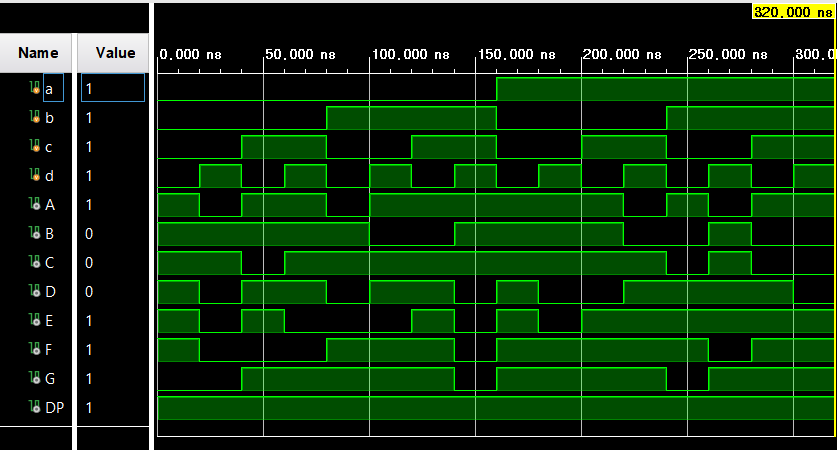 320.000 ns
Name Value 0.000 ns 50.000 ns 100.000 ns 150.000 ns 200.000 ns 250.000 ns 300.0
a 1
b 1
c 1
d 1
A 1
B 0
C 0
D 0
E 1
F 1
G 1
DP 1